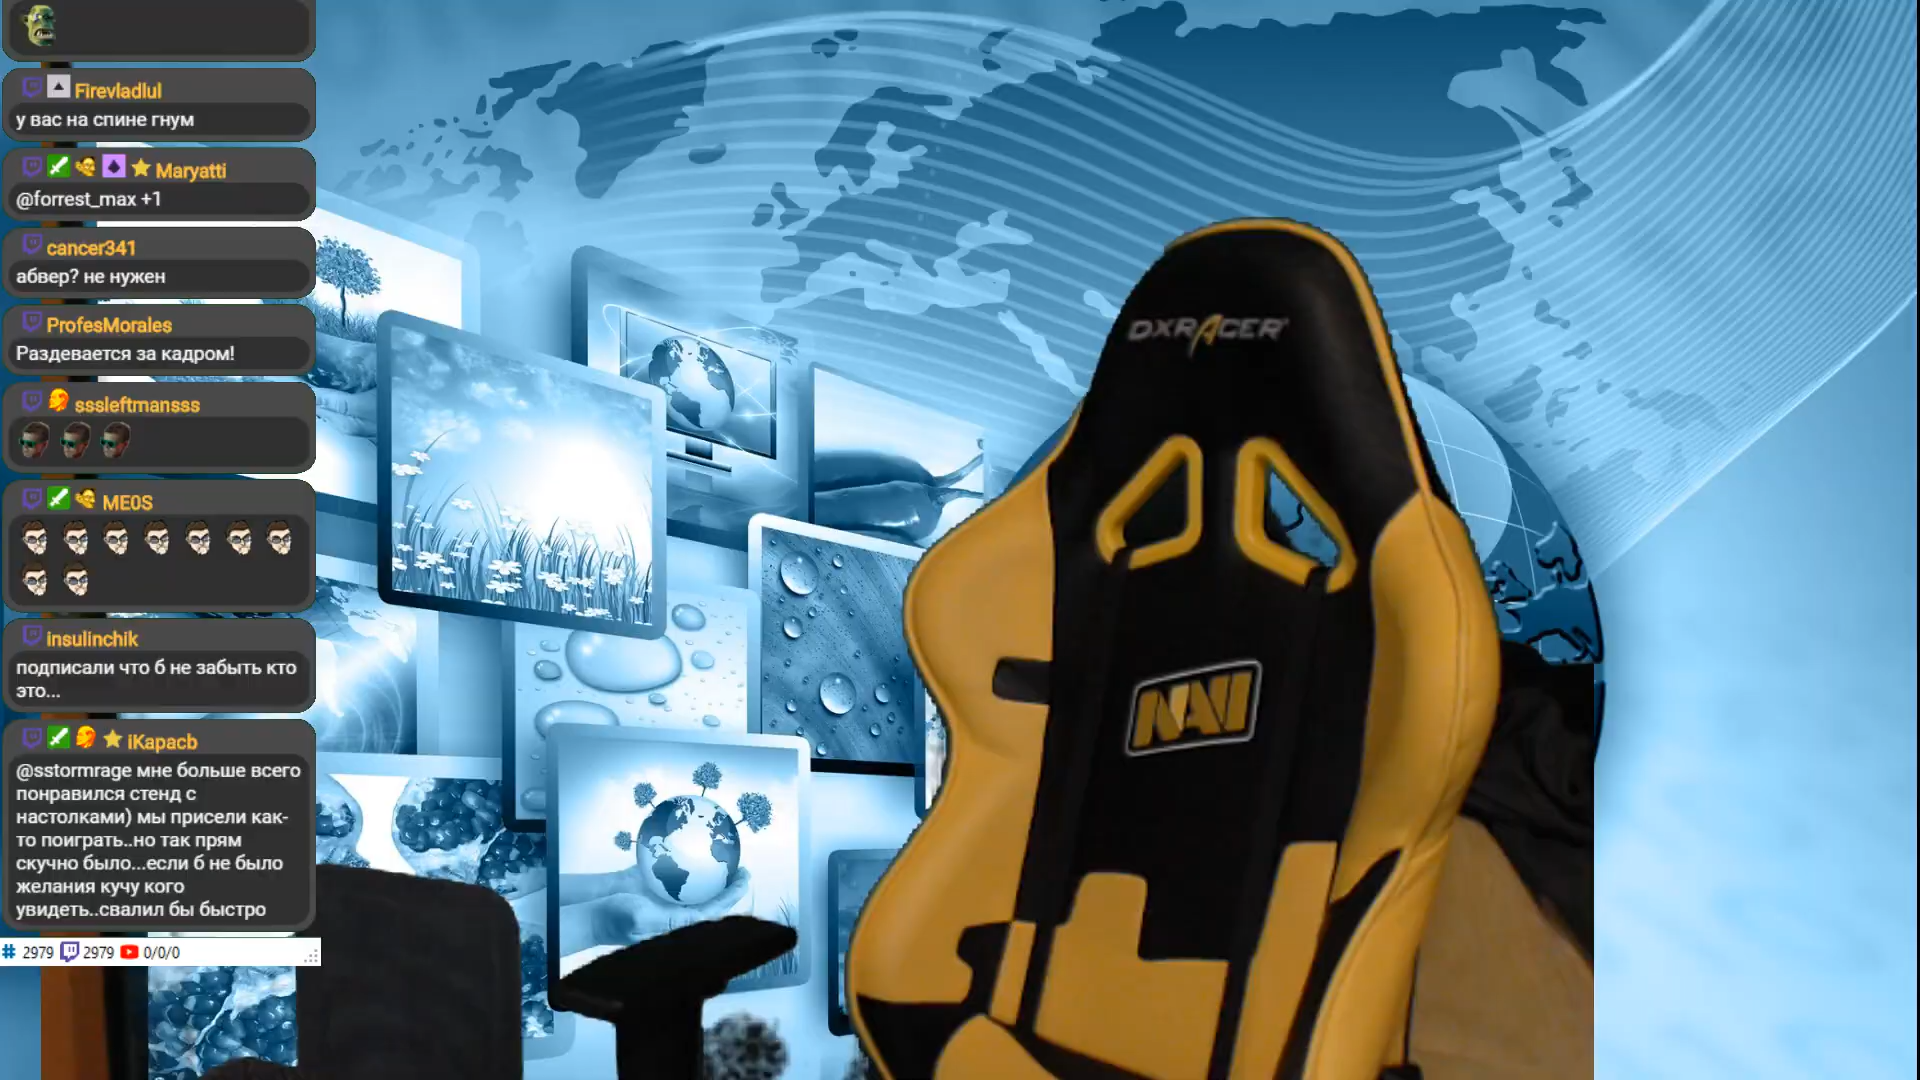 Firevladlul
у вас на спине гнум
Maryatti
@forrest_max +1
cancer341
абвер? не нужен
ProfesMorales
Раздевается за кадром!
sssleftmansss
ME0S
insulinchik
подписали что б не забыть кто
это...
iKapacb
@sstormrage мне больше всего
понравился стенд с
настолками) мы присели как-
то поиграть..но так прям
скучно было...если б не было
желания кучу кого
увидеть..свалил бы быстро
# 2979 2979 0/0/0
DXRACER
NAVI